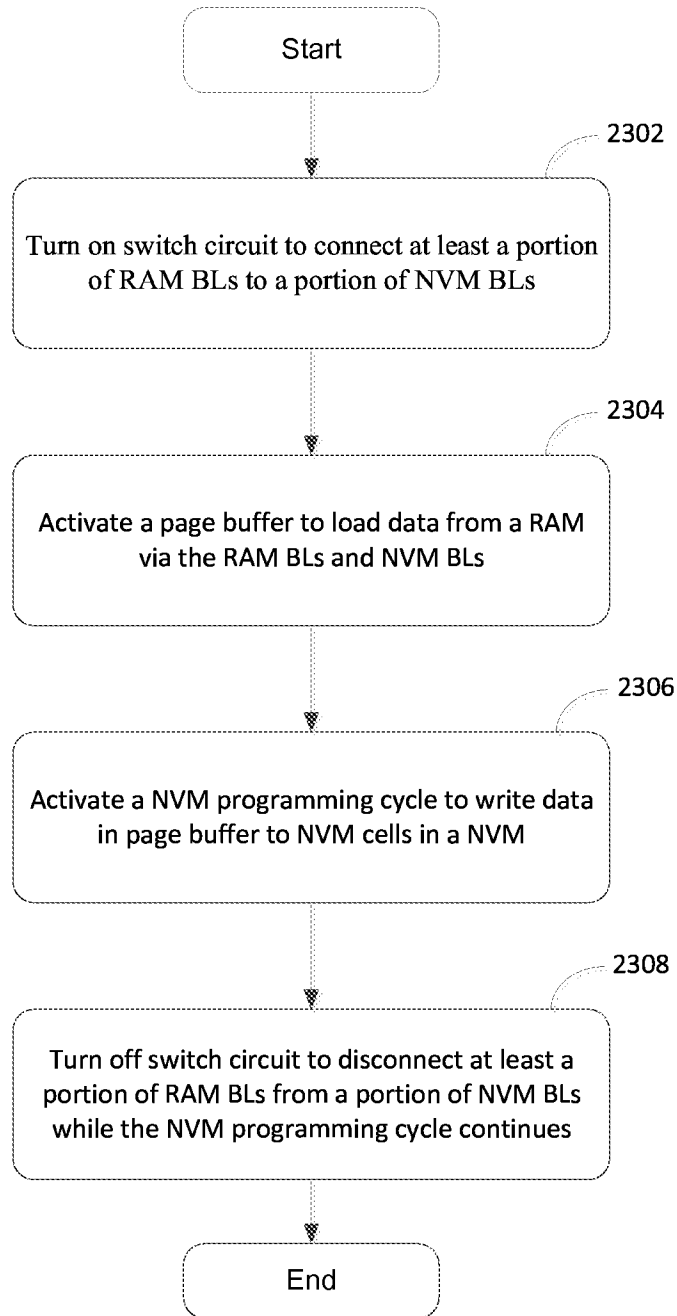 Start
2302
Turn on switch circuit to connect at least a portion
of RAM BLs to a portion of NVM BLs
2304
Activate a page buffer to load data from a RAM
via the RAM BLs and NVM BLs
2306
Activate a NVM programming cycle to write data
in page buffer to NVM cells in a NVM
2308
Turn off switch circuit to disconnect at least a
portion of RAM BLs from a portion of NVM BLs
while the NVM programming cycle continues
End